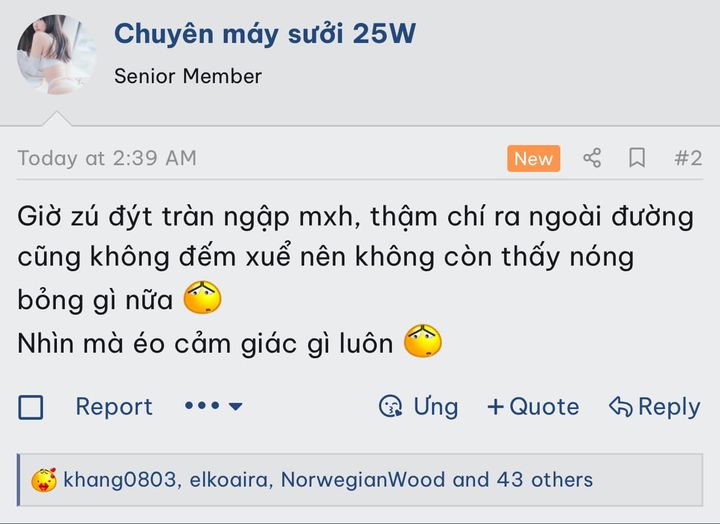 Chuyên máy sưởi 25W
Senior Member
Today at 2:39 AM
New
#2
Giờ zú đýt tràn ngập mxh, thậm chí ra ngoài đường
cũng không đếm xuể nên không còn thấy nóng
bỏng gì nữa
Nhìn mà éo cảm giác gì luôn
Report
Ưng
+Quote
Reply
khang0803, elkoaira, NorwegianWood and 43 others